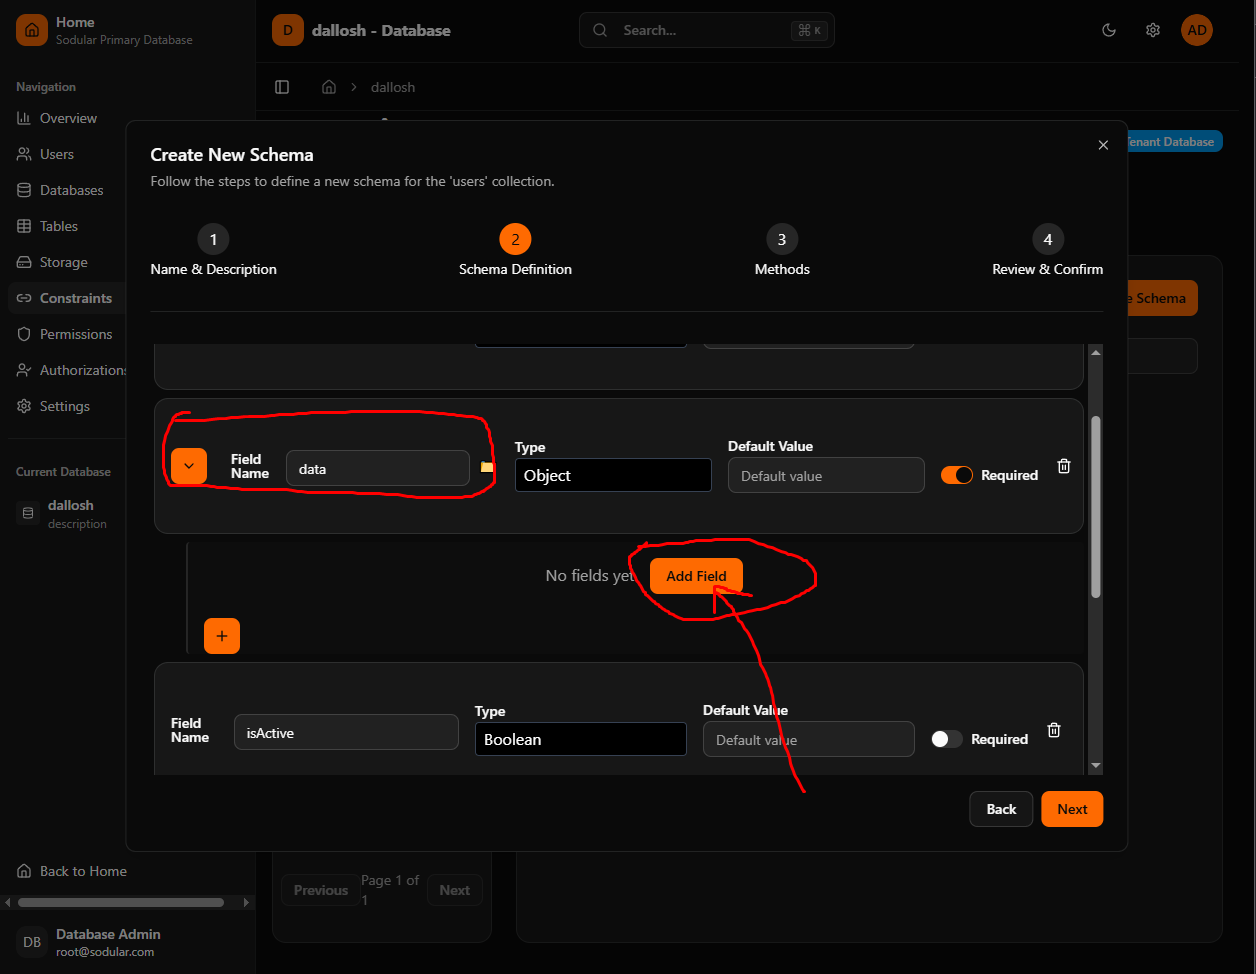 Home
Sodular Primary Database
D
dallosh - Database
Search...
⌘ K
AD
Navigation
Overview
Users
Databases
Tables
Storage
Constraints
Permissions
Authorizations
Settings
Current Database
dallosh
description
Back to Home
DB
Database Admin
root@sodular.com
dallosh
Tenant Database
e Schema
Create New Schema
Follow the steps to define a new schema for the 'users' collection.
1
2
3
4
Name & Description
Schema Definition
Methods
Review & Confirm
Field Name
data
Type
Object
Default Value
Default value
Required
No fields yet
Add Field
+
Field Name
isActive
Type
Boolean
Default Value
Default value
Required
Back
Next
Previous
Page 1 of 1
Next